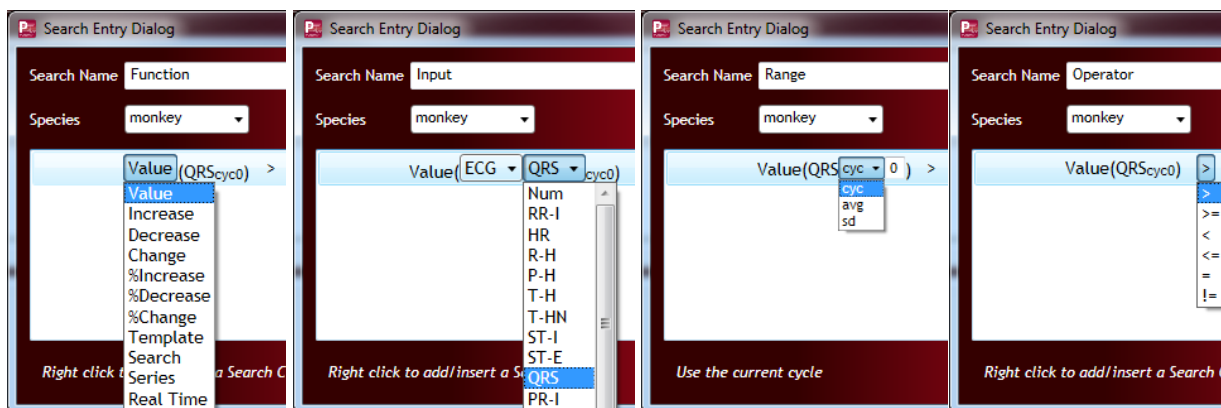 Search Entry Dialog
Search Name Function
Species monkey
Value (QRScyc0) >
Value
Increase
Decrease
Change
%Increase
%Decrease
%Change
Template
Search
Series
Real Time
Right click t a Search C
Search Entry Dialog
Search Name Input
Species monkey
Value( ECG QRS cyc0)
Num
RR-I
HR
R-H
P-H
T-H
T-HN
ST-I
ST-E
QRS
PR-I
Right click to add/insert a S
Search Entry Dialog
Search Name Range
Species monkey
Value(QRS cyc 0 ) >
cyc
avg
sd
Use the current cycle
Search Entry Dialog
Search Name Operator
Species monkey
Value(QRScyc0) >
>
>=
<
<=
=
!=
Right click to add/insert a Search